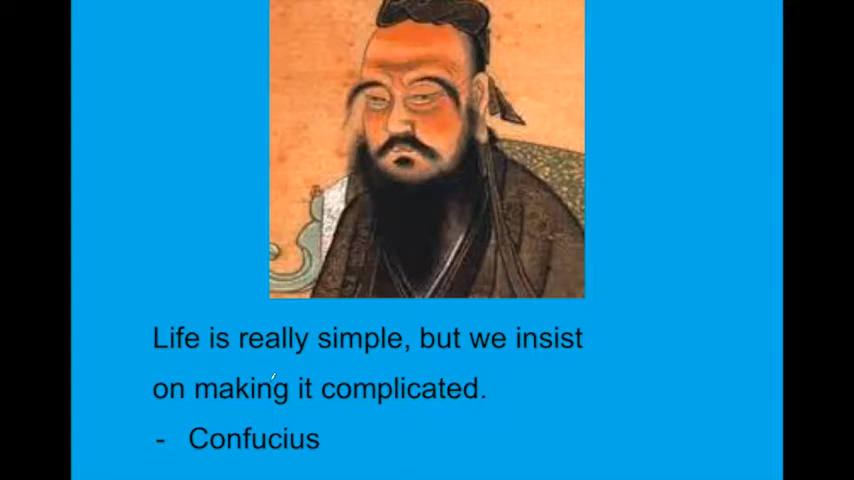 Life is really simple, but we insist
on making it complicated.
- Confucius